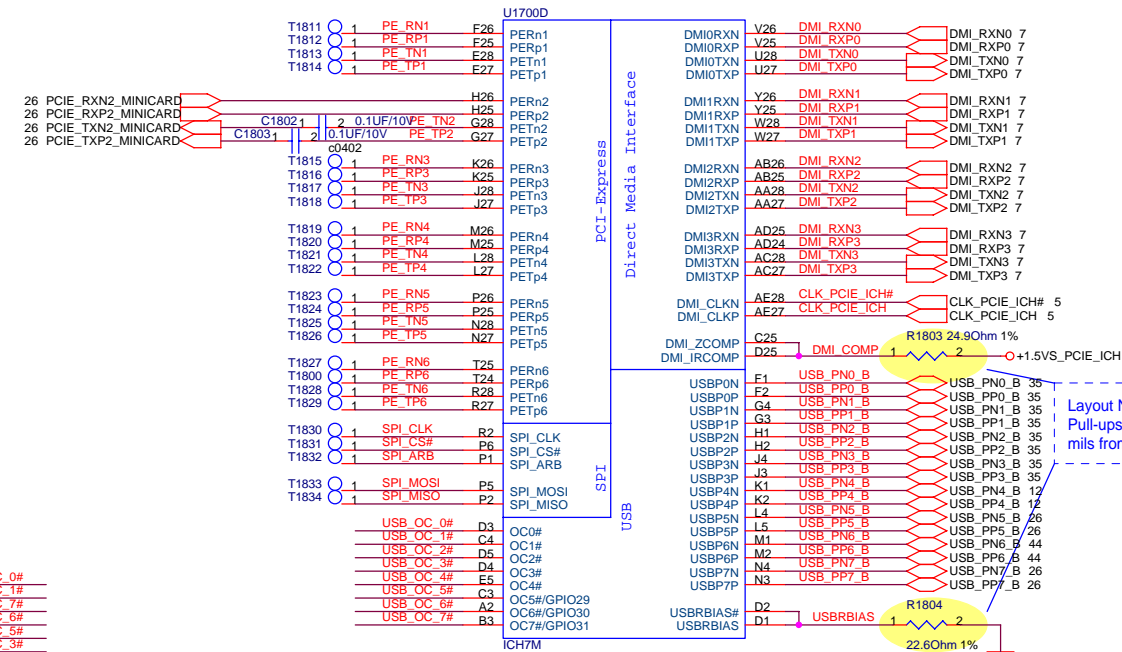 U1700D
T1811 1 PE_RN1 F26 PERn1 DMI0RXN V26 DMI_RXN0 DMI_RXN0 7
T1812 1 PE_RP1 F25 PERp1 DMI0RXP V25 DMI_RXP0 DMI_RXP0 7
T1813 1 PE_TN1 E28 PETn1 DMI0TXN U28 DMI_TXN0 DMI_TXN0 7
T1814 1 PE_TP1 E27 PETp1 DMI0TXP U27 DMI_TXP0 DMI_TXP0 7
26 PCIE_RXN2_MINICARD H26 PERn2 DMI1RXN Y26 DMI_RXN1 DMI_RXN1 7
26 PCIE_RXP2_MINICARD H25 PERp2 DMI1RXP Y25 DMI_RXP1 DMI_RXP1 7
26 PCIE_TXN2_MINICARD C1802 1 2 0.1UF/10V PE_TN2 G28 PETn2 DMI1TXN W28 DMI_TXN1 DMI_TXN1 7
26 PCIE_TXP2_MINICARD C1803 1 2 0.1UF/10V PE_TP2 G27 PETp2 DMI1TXP W27 DMI_TXP1 DMI_TXP1 7
c0402
T1815 1 PE_RN3 K26 PERn3 DMI2RXN AB26 DMI_RXN2 DMI_RXN2 7
T1816 1 PE_RP3 K25 PERp3 DMI2RXP AB25 DMI_RXP2 DMI_RXP2 7
T1817 1 PE_TN3 J28 PETn3 DMI2TXN AA28 DMI_TXN2 DMI_TXN2 7
T1818 1 PE_TP3 J27 PETp3 DMI2TXP AA27 DMI_TXP2 DMI_TXP2 7
PCI-Express
Direct Media Interface
T1819 1 PE_RN4 M26 PERn4 DMI3RXN AD25 DMI_RXN3 DMI_RXN3 7
T1820 1 PE_RP4 M25 PERp4 DMI3RXP AD24 DMI_RXP3 DMI_RXP3 7
T1821 1 PE_TN4 L28 PETn4 DMI3TXN AC28 DMI_TXN3 DMI_TXN3 7
T1822 1 PE_TP4 L27 PETp4 DMI3TXP AC27 DMI_TXP3 DMI_TXP3 7
T1823 1 PE_RN5 P26 PERn5 DMI_CLKN AE28 CLK_PCIE_ICH# CLK_PCIE_ICH# 5
T1824 1 PE_RP5 P25 PERp5 DMI_CLKP AE27 CLK_PCIE_ICH CLK_PCIE_ICH 5
T1825 1 PE_TN5 N28 PETn5
T1826 1 PE_TP5 N27 PETp5
R1803 24.9Ohm 1%
DMI_ZCOMP C25
DMI_IRCOMP D25 DMI_COMP 1 2 +1.5VS_PCIE_ICH
T1827 1 PE_RN6 T25 PERn6
T1800 1 PE_RP6 T24 PERp6
T1828 1 PE_TN6 R28 PETn6
T1829 1 PE_TP6 R27 PETp6
USBP0N F1 USB_PN0_B USB_PN0_B 35
USBP0P F2 USB_PP0_B USB_PP0_B 35
USBP1N G4 USB_PN1_B USB_PN1_B 35
USBP1P G3 USB_PP1_B USB_PP1_B 35
USBP2N H1 USB_PN2_B USB_PN2_B 35
USBP2P H2 USB_PP2_B USB_PP2_B 35
USBP3N J4 USB_PN3_B USB_PN3_B 35
USBP3P J3 USB_PP3_B USB_PP3_B 35
USBP4N K1 USB_PN4_B USB_PN4_B 12
USBP4P K2 USB_PP4_B USB_PP4_B 12
USBP5N L4 USB_PN5_B USB_PN5_B 26
USBP5P L5 USB_PP5_B USB_PP5_B 26
USBP6N M1 USB_PN6_B USB_PN6_B 44
USBP6P M2 USB_PP6_B USB_PP6_B 44
USBP7N N4 USB_PN7_B USB_PN7_B 26
USBP7P N3 USB_PP7_B USB_PP7_B 26
Layout N
Pull-ups
mils from
T1830 1 SPI_CLK R2 SPI_CLK
T1831 1 SPI_CS# P6 SPI_CS#
T1832 1 SPI_ARB P1 SPI_ARB
T1833 1 SPI_MOSI P5 SPI_MOSI
T1834 1 SPI_MISO P2 SPI_MISO
SPI
USB
USB_OC_0# D3 OC0#
USB_OC_1# C4 OC1#
USB_OC_2# D5 OC2#
USB_OC_3# D4 OC3#
USB_OC_4# E5 OC4#
USB_OC_5# C3 OC5#/GPIO29
USB_OC_6# A2 OC6#/GPIO30
USB_OC_7# B3 OC7#/GPIO31
R1804
USBRBIAS# D2
USBRBIAS D1 USBRBIAS 1 2
22.6Ohm 1%
ICH7M
C_0#
C_1#
C_7#
C_6#
C_5#
C_3#